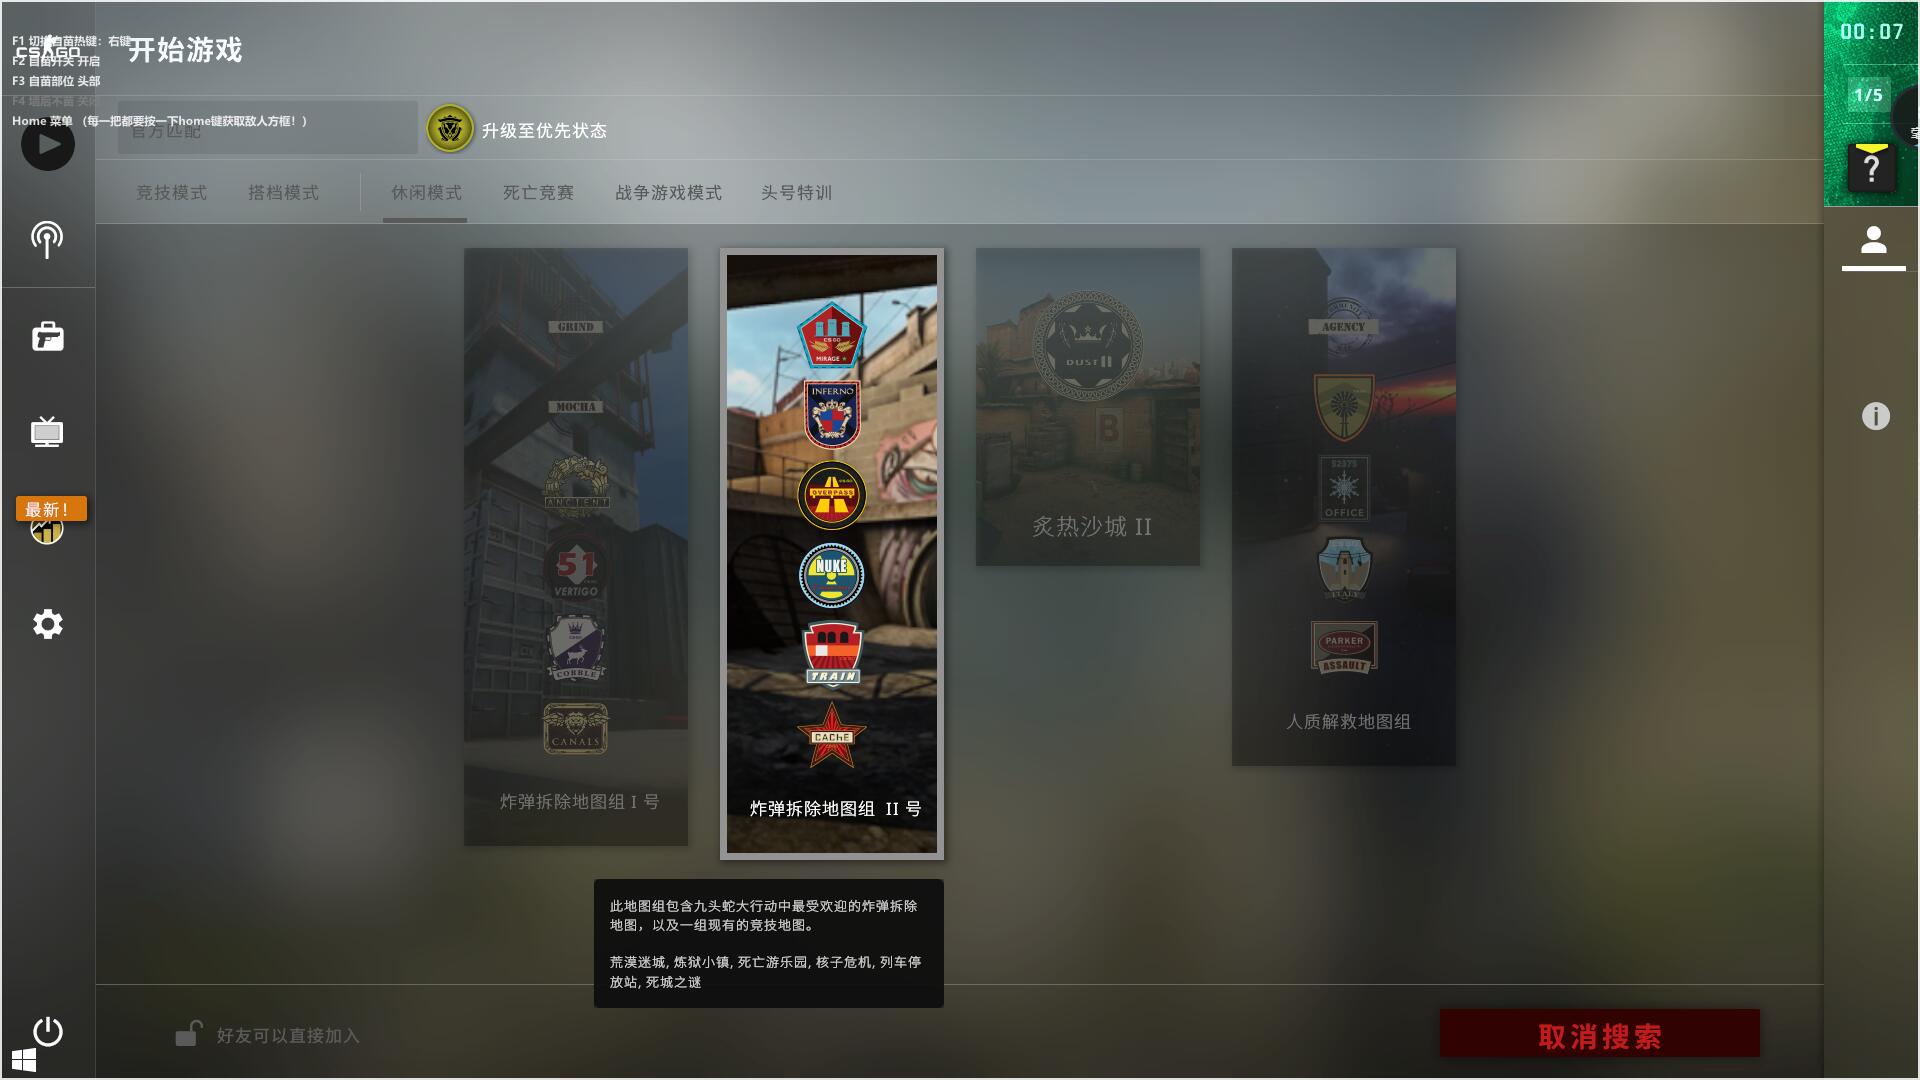 F1 切换自苗热键：右键
CS GO
F2 自苗开关 开启
F3 自苗部位 头部
F4 墙后不苗 关闭
Home 菜单 （每一把都要按一下home键获取敌人方框！）
开始游戏
官方匹配
升级至优先状态
00:07
1/5
?
竞技模式
搭档模式
休闲模式
死亡竞赛
战争游戏模式
头号特训
GRIND
MOCHA
ANCIENT
51
VERTIGO
COBBLE
CANALS
炸弹拆除地图组 I 号
CS GO
MIRAGE
INFERNO
OVERPASS
NUKE
TRAIN
CACHE
炸弹拆除地图组 II 号
DUST II
B
炙热沙城 II
AGENCY
OFFICE
ITALY
PARKER
ASSAULT
人质解救地图组
最新！
此地图组包含九头蛇大行动中最受欢迎的炸弹拆除
地图，以及一组现有的竞技地图。
荒漠迷城, 炼狱小镇, 死亡游乐园, 核子危机, 列车停
放站, 死城之谜
好友可以直接加入
取消搜索